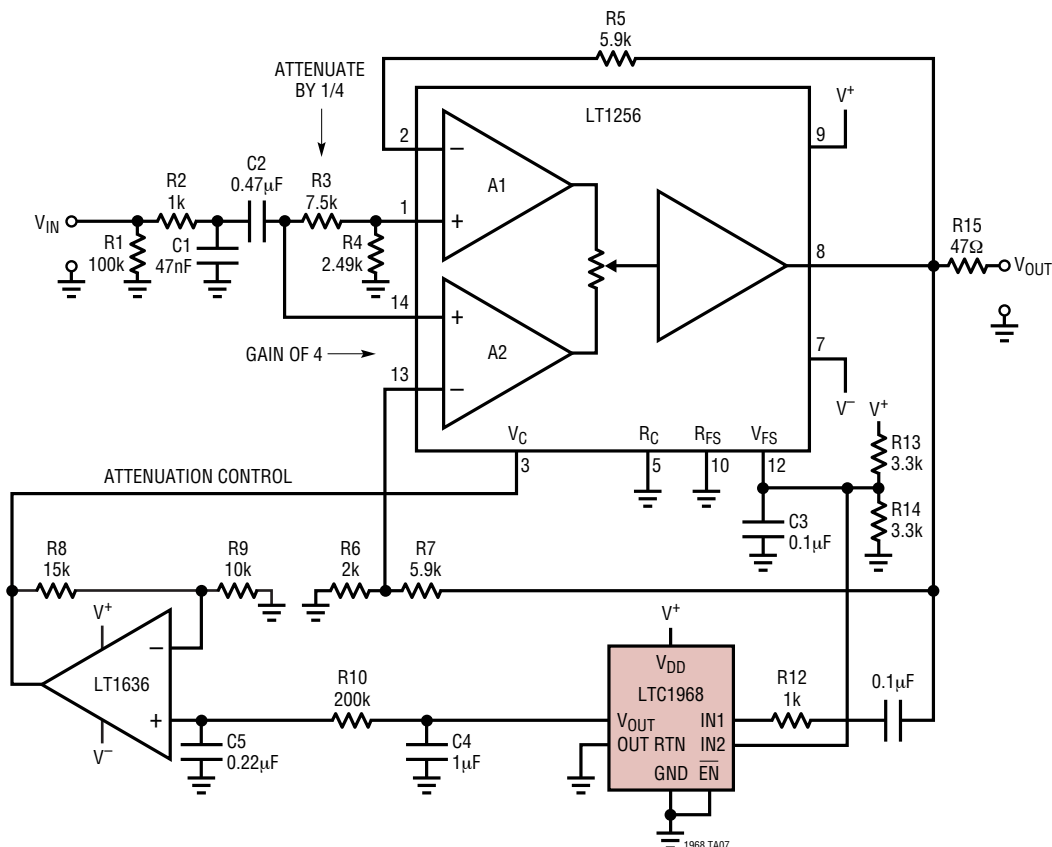 R5
5.9k
ATTENUATE
BY 1/4
LT1256
V+
2
9
−
A1
C2
0.47µF
R3
7.5k
R2
1k
1
+
VIN
R1
100k
C1
47nF
R4
2.49k
R15
47Ω
8
VOUT
14
+
A2
GAIN OF 4
7
13
−
V−
V+
VC
RC
RFS
VFS
R13
3.3k
3
5
10
12
ATTENUATION CONTROL
R14
3.3k
C3
0.1µF
R8
15k
R9
10k
R6
2k
R7
5.9k
V+
V+
−
VDD
LT1636
R10
200k
LTC1968
R12
1k
0.1µF
+
VOUT
IN1
V−
C5
0.22µF
C4
1µF
OUT RTN
IN2
GND
EN
1968 TA07